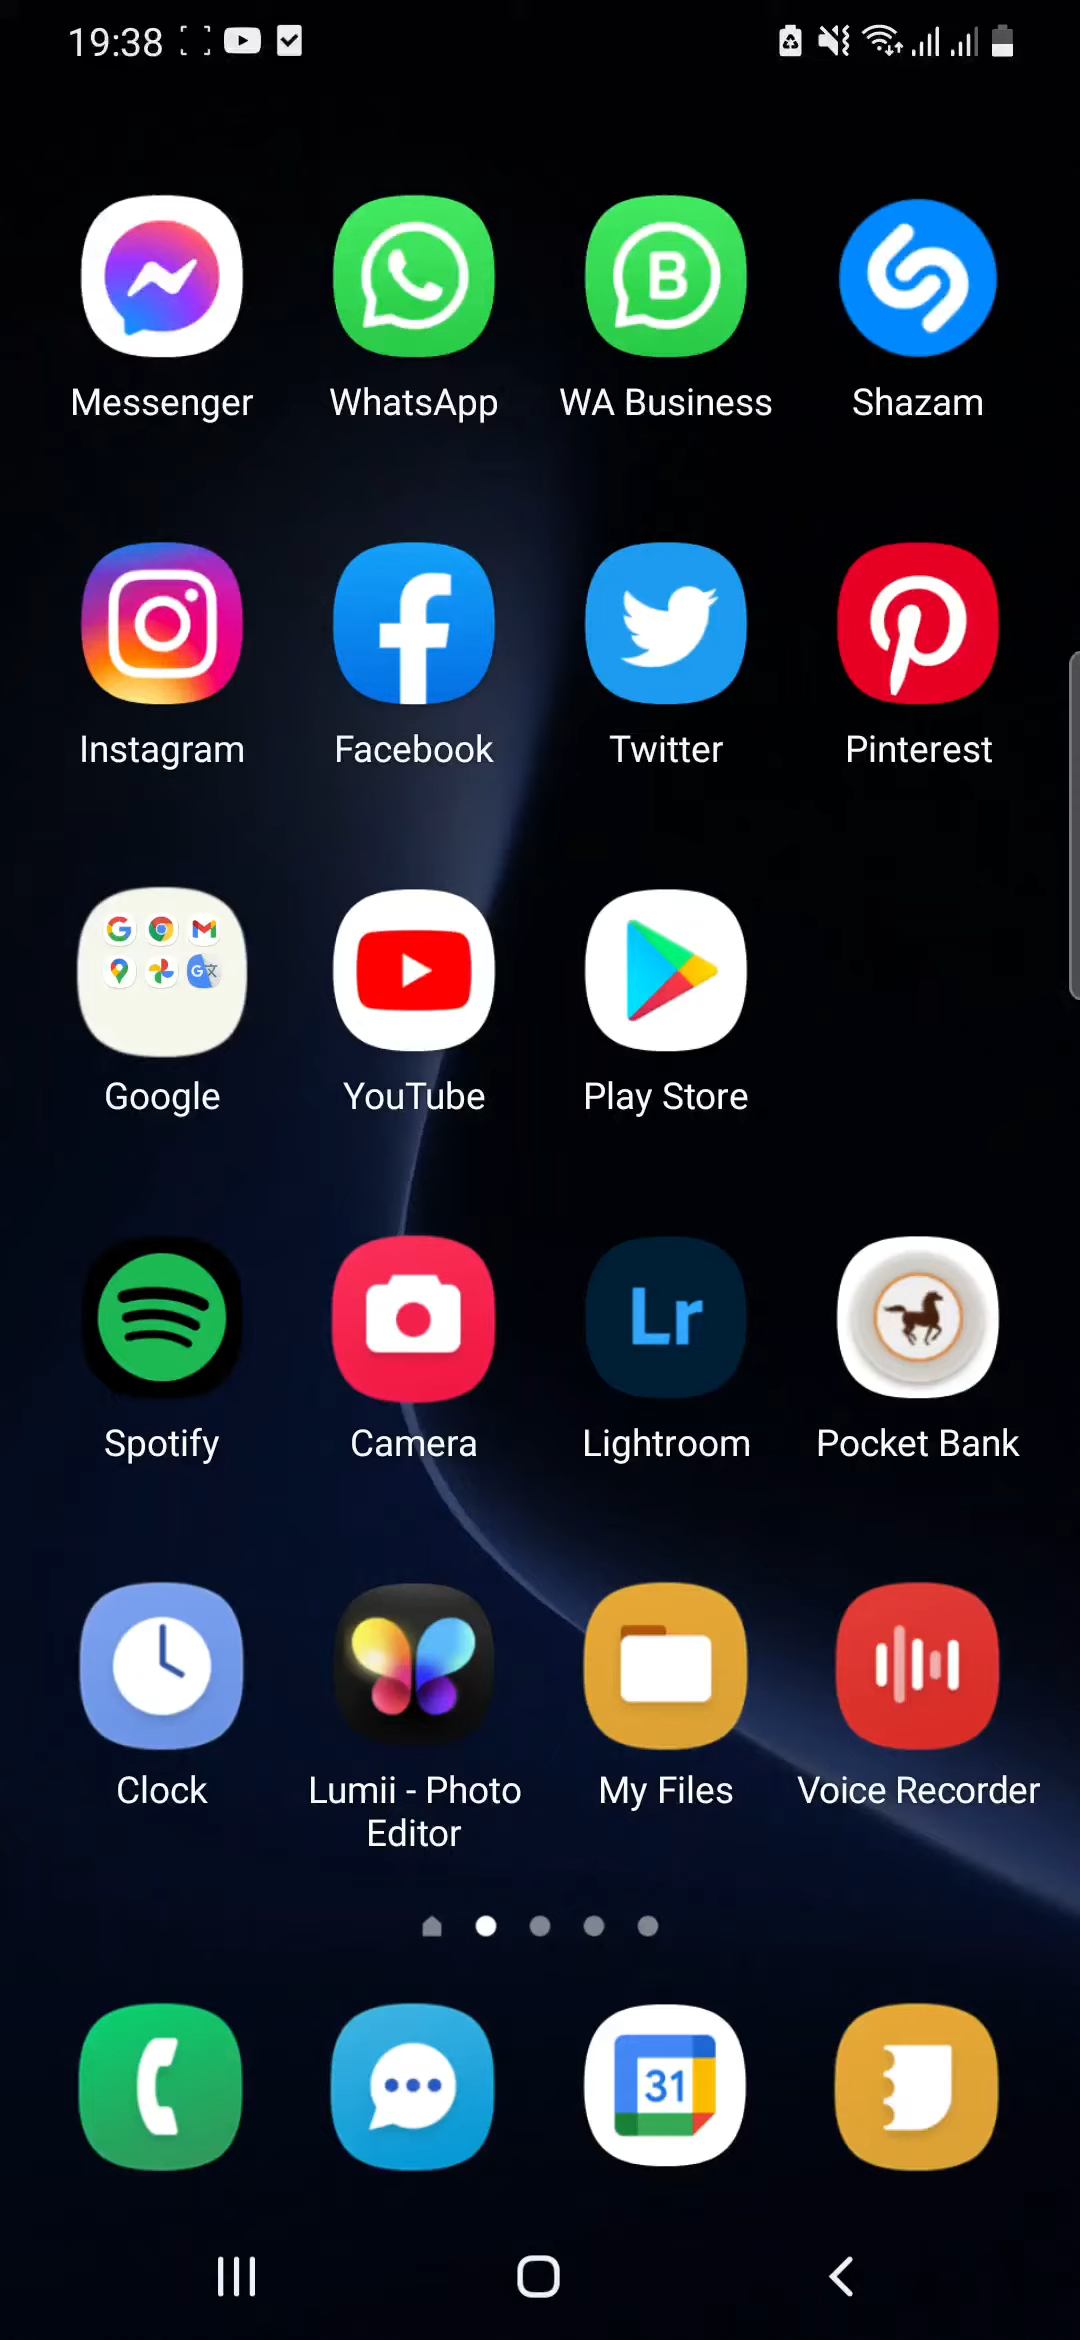 19:38
Messenger WhatsApp WA Business Shazam
Instagram Facebook Twitter Pinterest
Google YouTube Play Store
Lr
Spotify Camera Lightroom Pocket Bank
Clock Lumii - Photo Editor My Files Voice Recorder
31